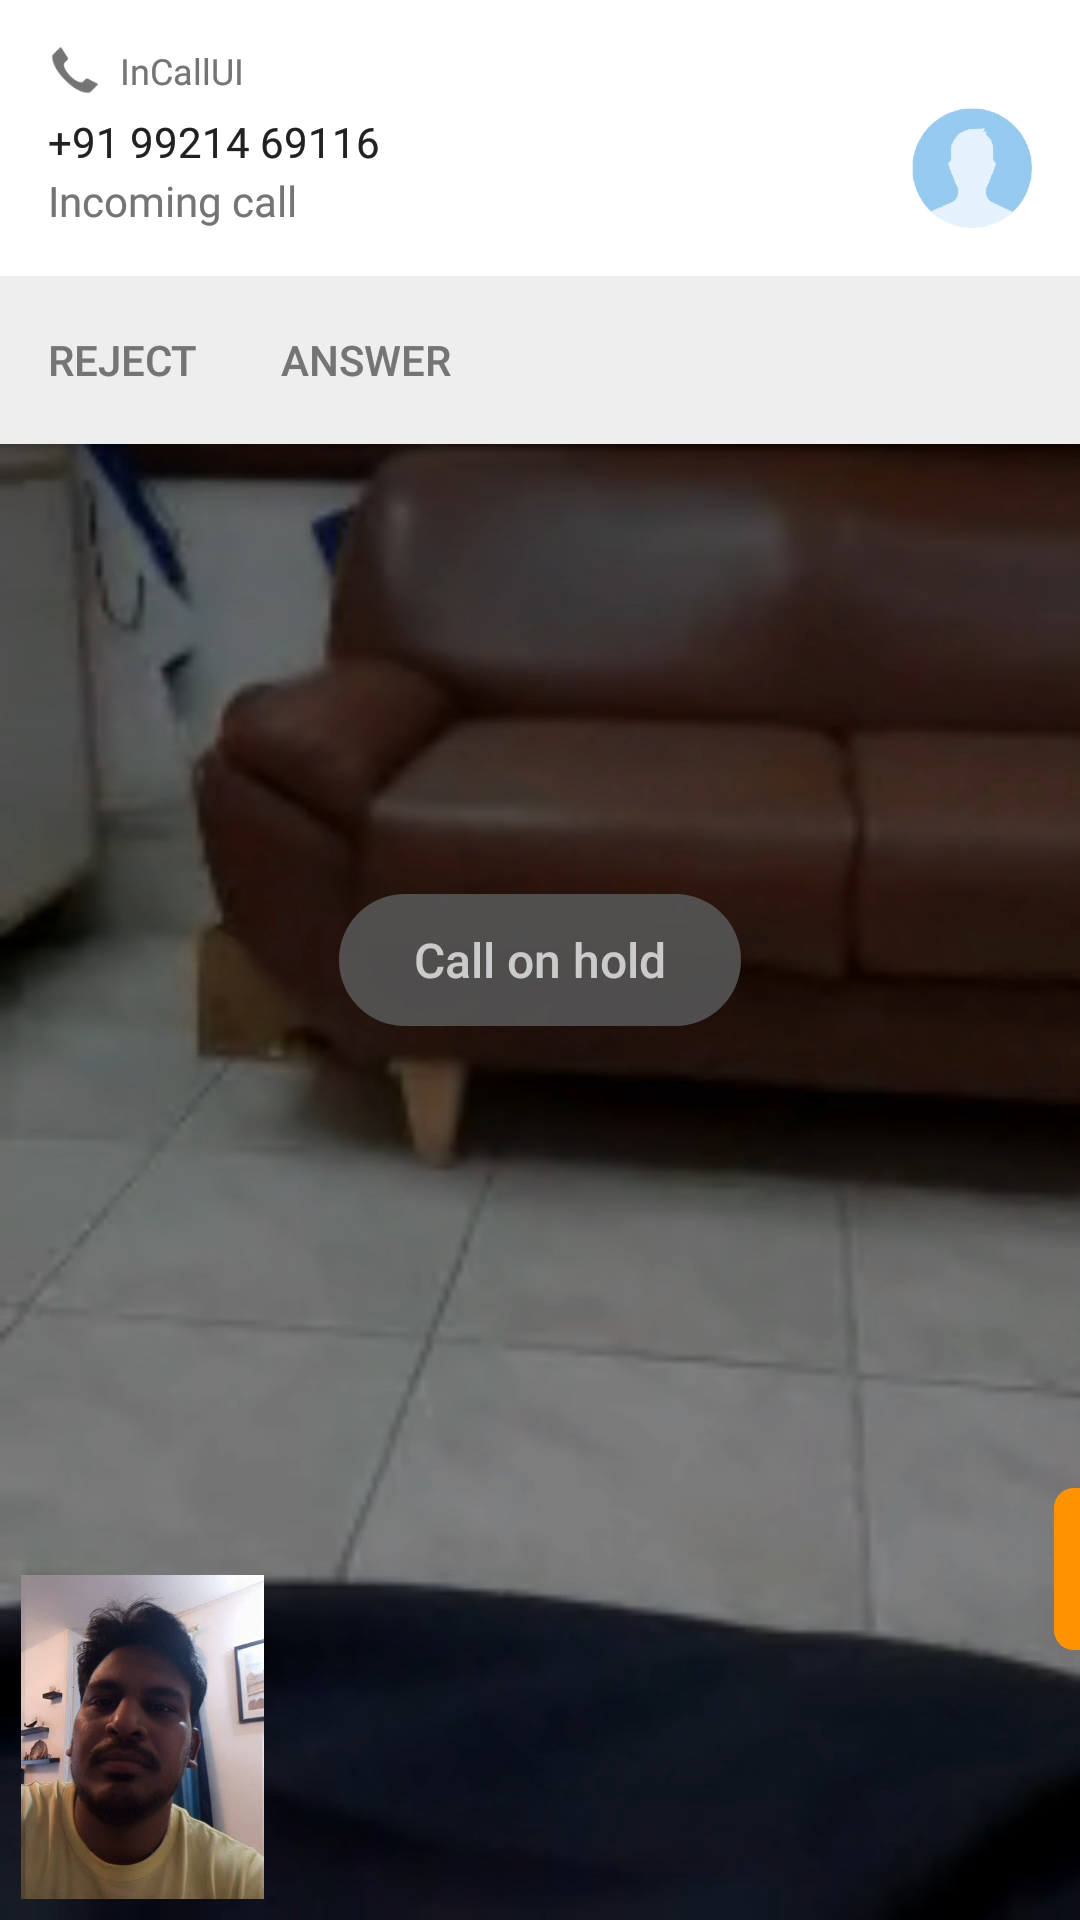 InCallUI
+91 99214 69116
Incoming call
REJECT ANSWER
Call on hold